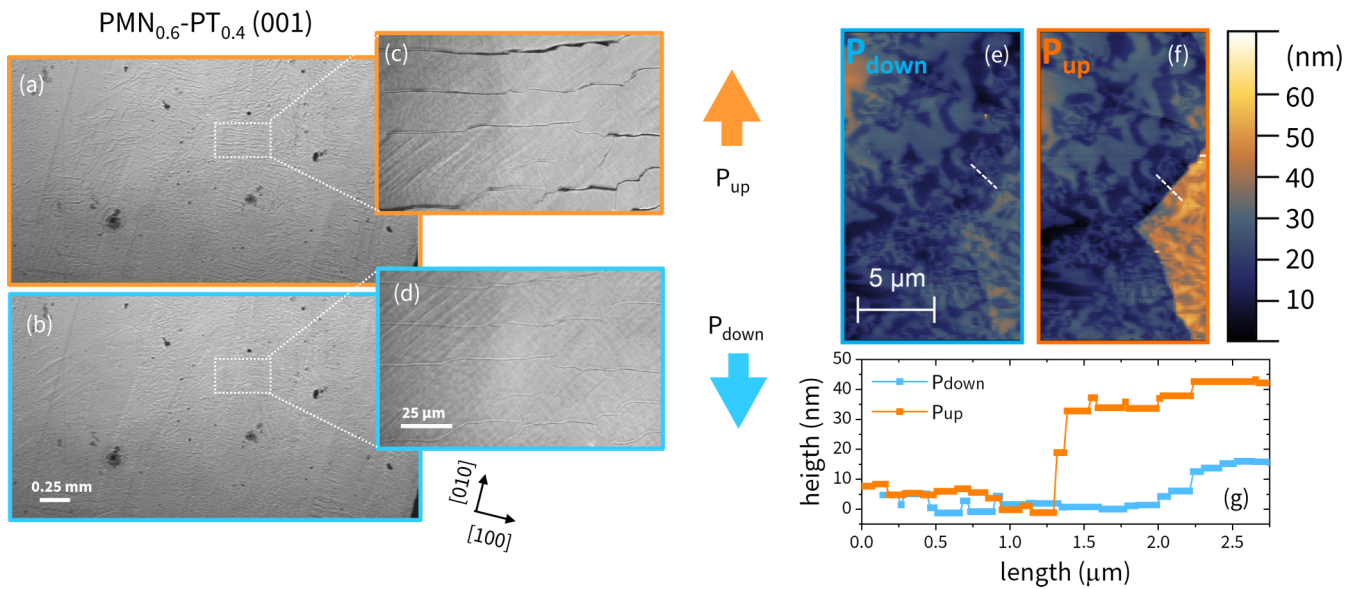 PMN0.6-PT0.4 (001)
(a)
(b)
0.25 mm
(c)
(d)
25 µm
[010]
[100]
Pup
Pdown
Pdown
(e)
5 µm
Pup
(f)
(nm)
60
50
40
30
20
10
50
40
30
20
10
0
heigth (nm)
Pdown
Pup
(g)
0.0 0.5 1.0 1.5 2.0 2.5
length (μm)